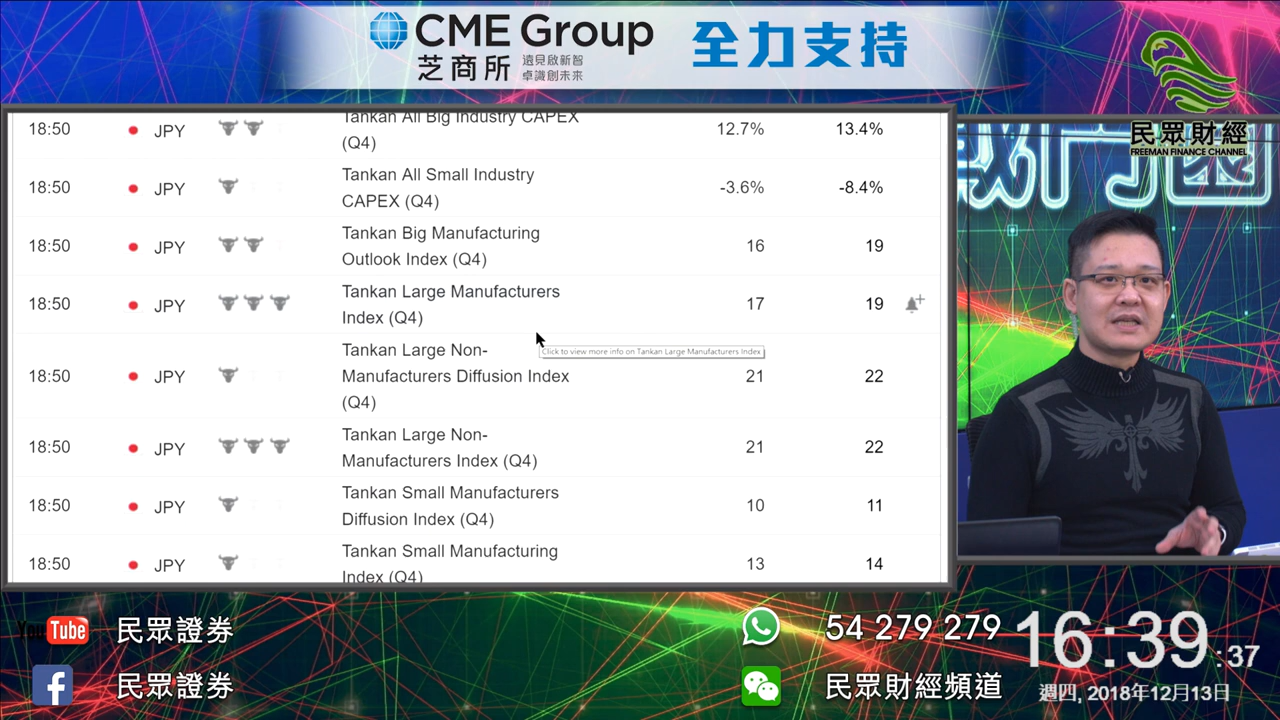 CME Group
芝商所
遠見啟新智
卓識創未來
全力支持
民眾財經
FREEMAN FINANCE CHANNEL
18:50 JPY Tankan All Big Industry CAPEX (Q4) 12.7% 13.4%
18:50 JPY Tankan All Small Industry CAPEX (Q4) -3.6% -8.4%
18:50 JPY Tankan Big Manufacturing Outlook Index (Q4) 16 19
18:50 JPY Tankan Large Manufacturers Index (Q4) 17 19
Click to view more info on Tankan Large Manufacturers Index
18:50 JPY Tankan Large Non-Manufacturers Diffusion Index (Q4) 21 22
18:50 JPY Tankan Large Non-Manufacturers Index (Q4) 21 22
18:50 JPY Tankan Small Manufacturers Diffusion Index (Q4) 10 11
18:50 JPY Tankan Small Manufacturing Index (Q4) 13 14
YouTube 民眾證券
民眾證券
54 279 279
民眾財經頻道
16:39:37
週四, 2018年12月13日